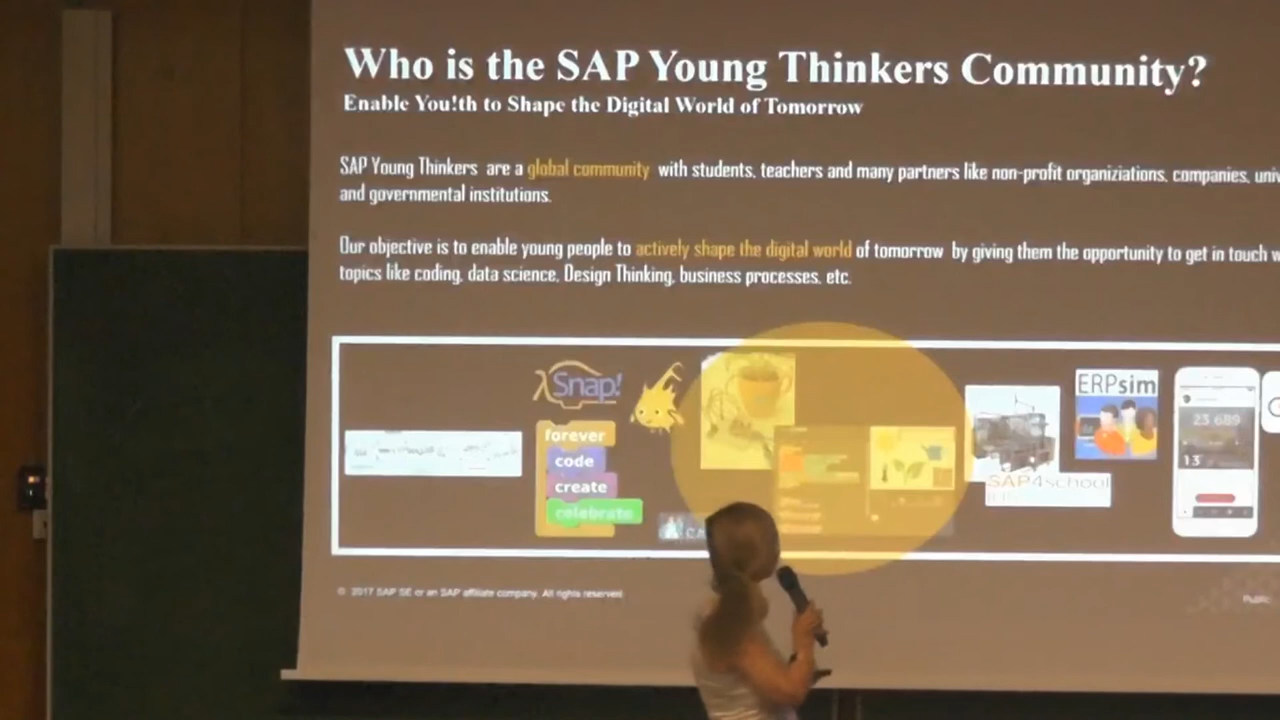 Who is the SAP Young Thinkers Community?
Enable You!th to Shape the Digital World of Tomorrow
SAP Young Thinkers are a global community with students, teachers and many partners like non-profit organiziations, companies, univ
and governmental institutions.
Our objective is to enable young people to actively shape the digital world of tomorrow by giving them the opportunity to get in touch w
topics like coding, data science, Design Thinking, business processes, etc.
λSnap!
forever
code
create
celebrate
ERPsim
SAP4school
23 689
13
© 2017 SAP SE or an SAP affiliate company. All rights reserved
Public